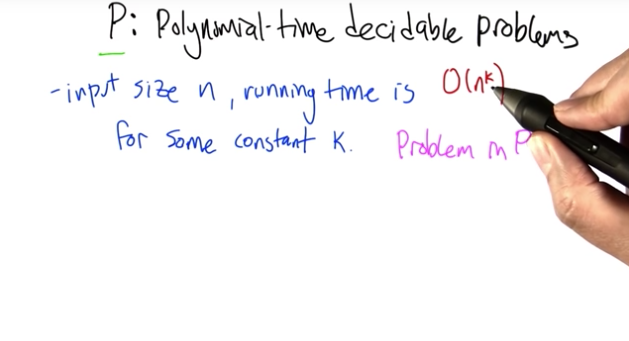 P: Polynomial-time decidable problems
-input size n, running time is O(n^k)
for some constant k. Problem in P